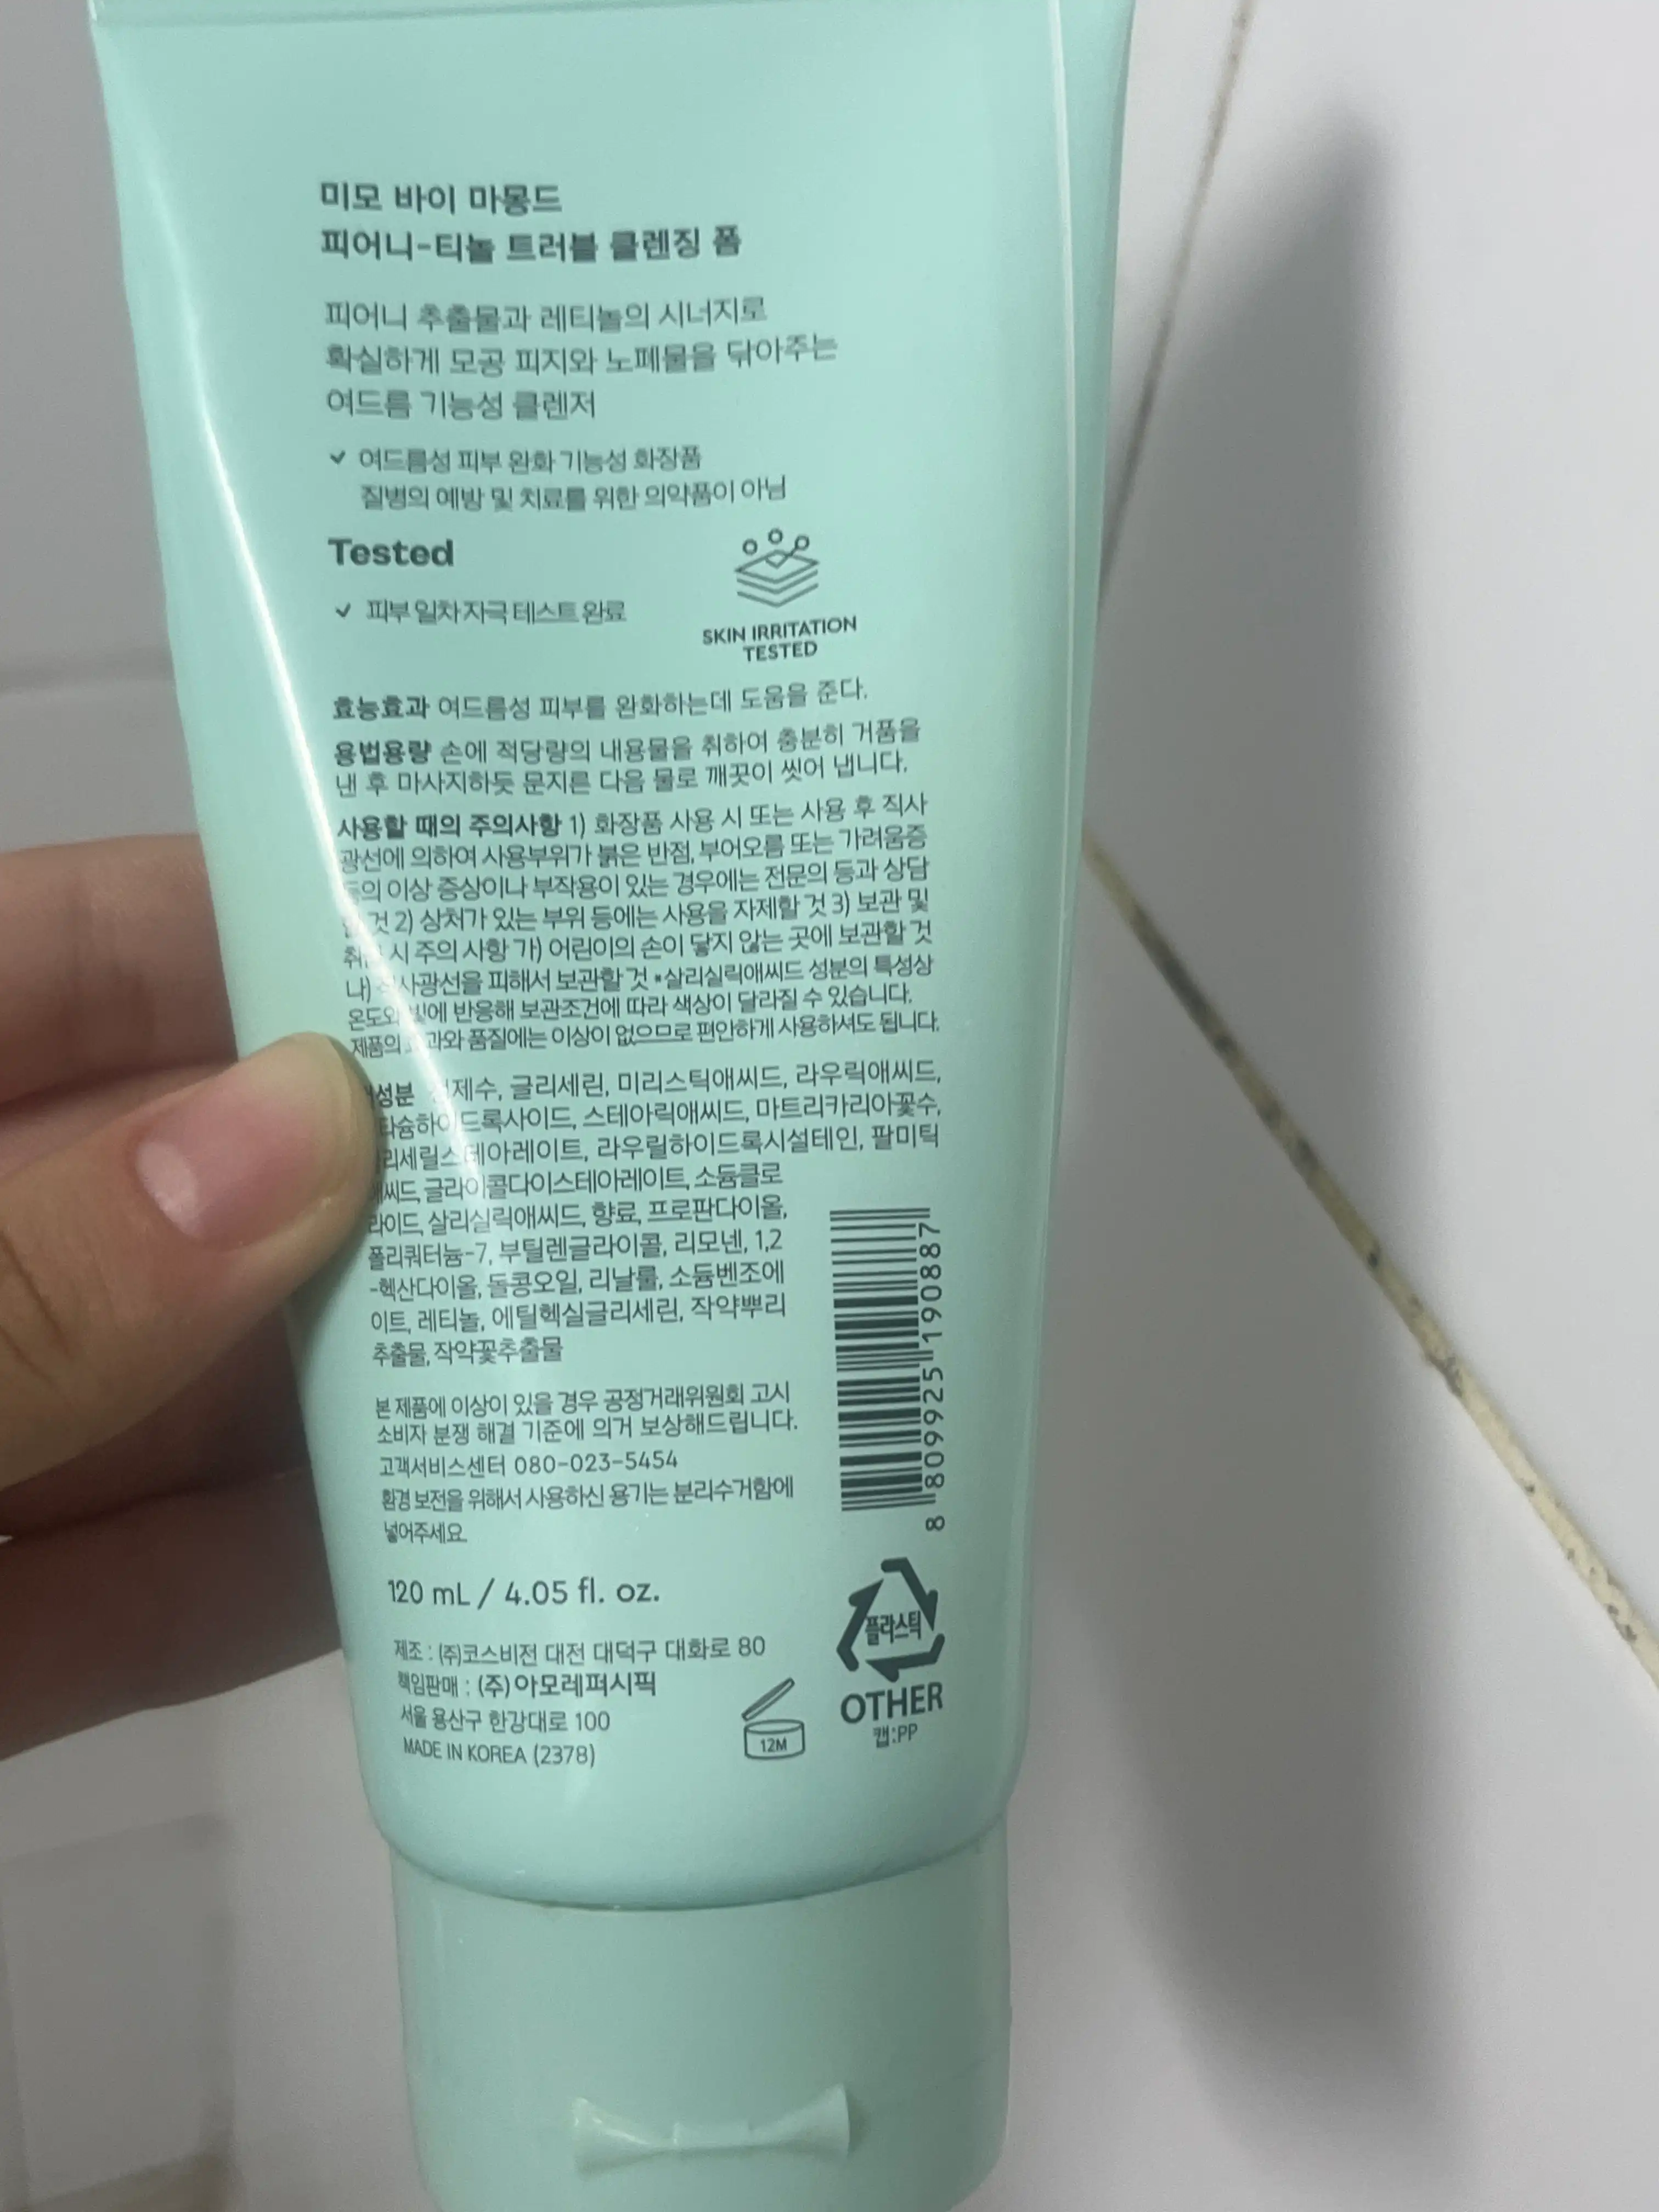 미모 바이 마몽드
피어니-티놀 트러블 클렌징 폼
피어니 추출물과 레티놀의 시너지로
확실하게 모공 피지와 노폐물을 닦아주는
여드름 기능성 클렌저
✓ 여드름성 피부 완화 기능성 화장품
질병의 예방 및 치료를 위한 의약품이 아님
Tested
✓ 피부 일차 자극 테스트 완료
SKIN IRRITATION
TESTED
효능효과 여드름성 피부를 완화하는데 도움을 준다.
용법용량 손에 적당량의 내용물을 취하여 충분히 거품을
낸 후 마사지하듯 문지른 다음 물로 깨끗이 씻어 냅니다.
사용할 때의 주의사항 1) 화장품 사용 시 또는 사용 후 직사
광선에 의하여 사용부위가 붉은 반점, 부어오름 또는 가려움증
등의 이상 증상이나 부작용이 있는 경우에는 전문의 등과 상담
것 2) 상처가 있는 부위 등에는 사용을 자제할 것 3) 보관 및
시 주의 사항 가) 어린이의 손이 닿지 않는 곳에 보관할 것
나) 직사광선을 피해서 보관할 것 *살리실릭애씨드 성분의 특성상
온도와 빛에 반응해 보관조건에 따라 색상이 달라질 수 있습니다.
제품의 효과와 품질에는 이상이 없으므로 편안하게 사용하셔도 됩니다.
성분 정제수, 글리세린, 미리스틱애씨드, 라우릭애씨드,
타슘하이드록사이드, 스테아릭애씨드, 마트리카리아꽃수,
리세릴스테아레이트, 라우릴하이드록시설테인, 팔미틱
애씨드, 글라이콜다이스테아레이트, 소듐클로
라이드, 살리실릭애씨드, 향료, 프로판다이올,
폴리쿼터늄-7, 부틸렌글라이콜, 리모넨, 1,2
-헥산다이올, 돌콩오일, 리날룰, 소듐벤조에
이트, 레티놀, 에틸헥실글리세린, 작약뿌리
추출물, 작약꽃추출물
본 제품에 이상이 있을 경우 공정거래위원회 고시
소비자 분쟁 해결 기준에 의거 보상해드립니다.
고객서비스센터 080-023-5454
환경 보전을 위해서 사용하신 용기는 분리수거함에
넣어주세요.
8 809925 190887
120 mL / 4.05 fl. oz.
제조 : (주)코스비전 대전 대덕구 대화로 80
책임판매 : (주)아모레퍼시픽
서울 용산구 한강대로 100
MADE IN KOREA (2378)
12M
플라스틱
OTHER
캡:PP